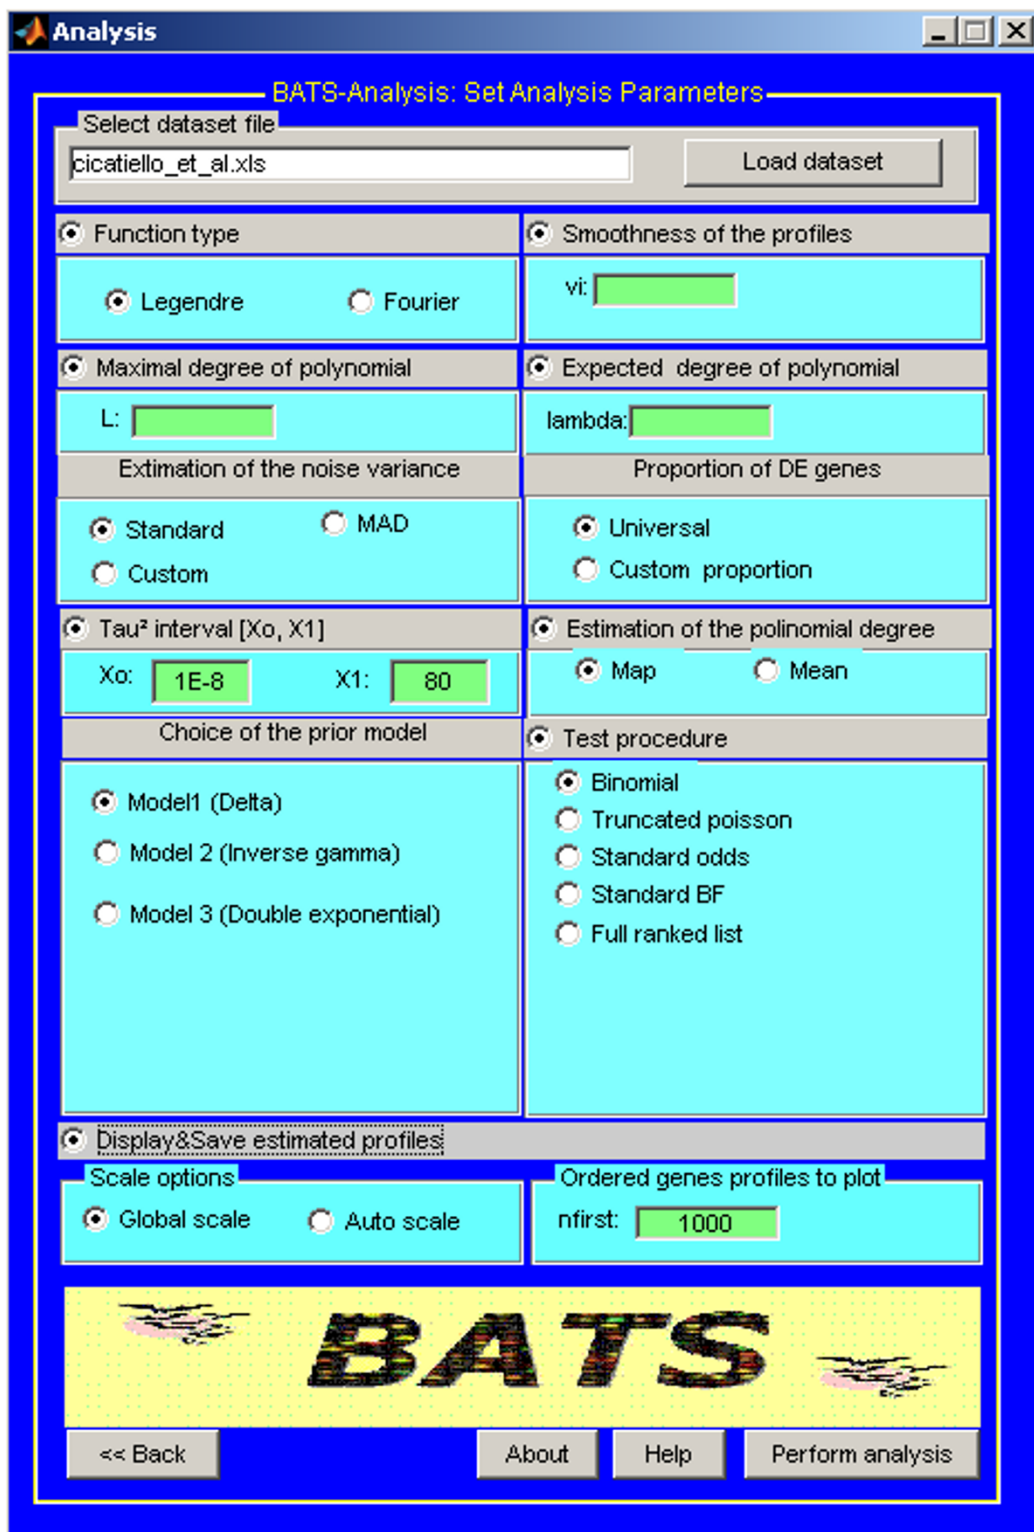 Analysis
BATS-Analysis: Set Analysis Parameters
Select dataset file
cicatiello_et_al.xls
Load dataset
Function type
Smoothness of the profiles
Legendre
Fourier
vi:
Maximal degree of polynomial
Expected degree of polynomial
L:
lambda:
Extimation of the noise variance
Proportion of DE genes
Standard
MAD
Custom
Universal
Custom proportion
Tau² interval [Xo, X1]
Estimation of the polinomial degree
Xo: 1E-8
X1: 80
Map
Mean
Choice of the prior model
Test procedure
Model1 (Delta)
Model 2 (Inverse gamma)
Model 3 (Double exponential)
Binomial
Truncated poisson
Standard odds
Standard BF
Full ranked list
Display&Save estimated profiles
Scale options
Ordered genes profiles to plot
Global scale
Auto scale
nfirst: 1000
BATS
<< Back
About
Help
Perform analysis